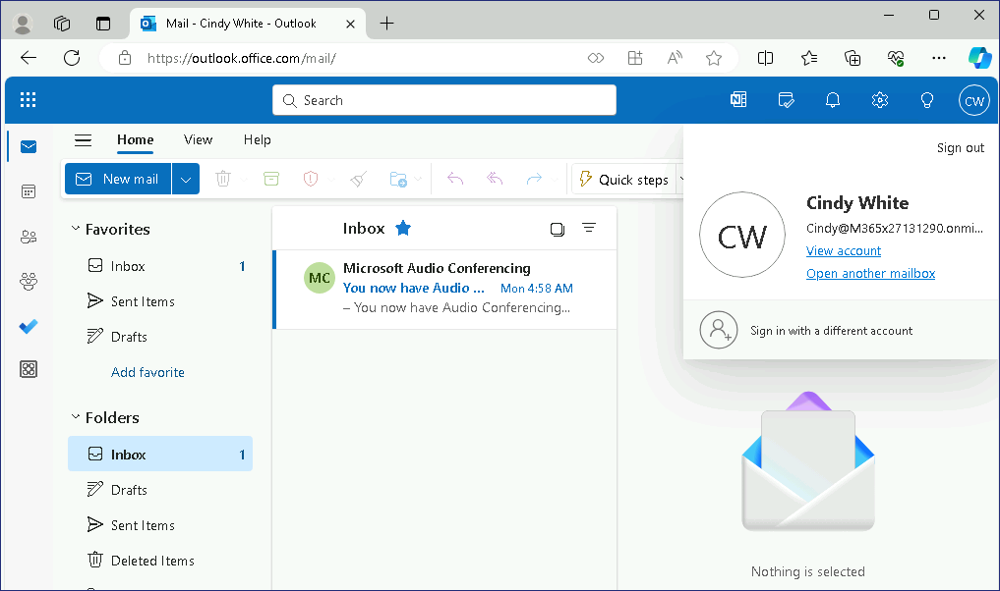 Mail - Cindy White - Outlook
https://outlook.office.com/mail/
Search
CW
Home View Help
Sign out
New mail
Quick steps
Cindy White
CW
Cindy@M365x27131290.onmi...
View account
Open another mailbox
Sign in with a different account
Favorites
Inbox 1
Sent Items
Drafts
Add favorite
Folders
Inbox 1
Drafts
Sent Items
Deleted Items
Inbox
MC
Microsoft Audio Conferencing
You now have Audio ... Mon 4:58 AM
– You now have Audio Conferencing...
Nothing is selected